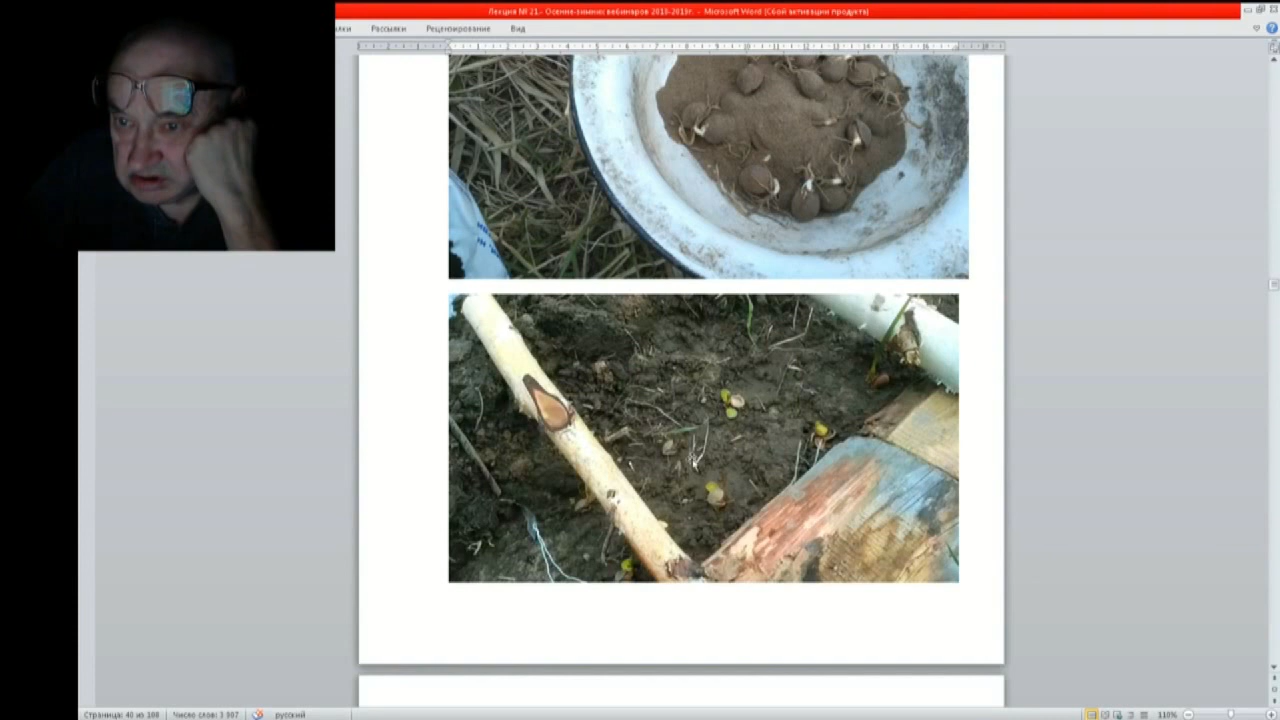 Лекция № 21.- Осенне-зимних вебинаров 2018-2019г. - Microsoft Word (Сбой активации продукта)
лки Рассылки Рецензирование Вид
Страница: 40 из 108 Число слов: 3 907 русский 110%